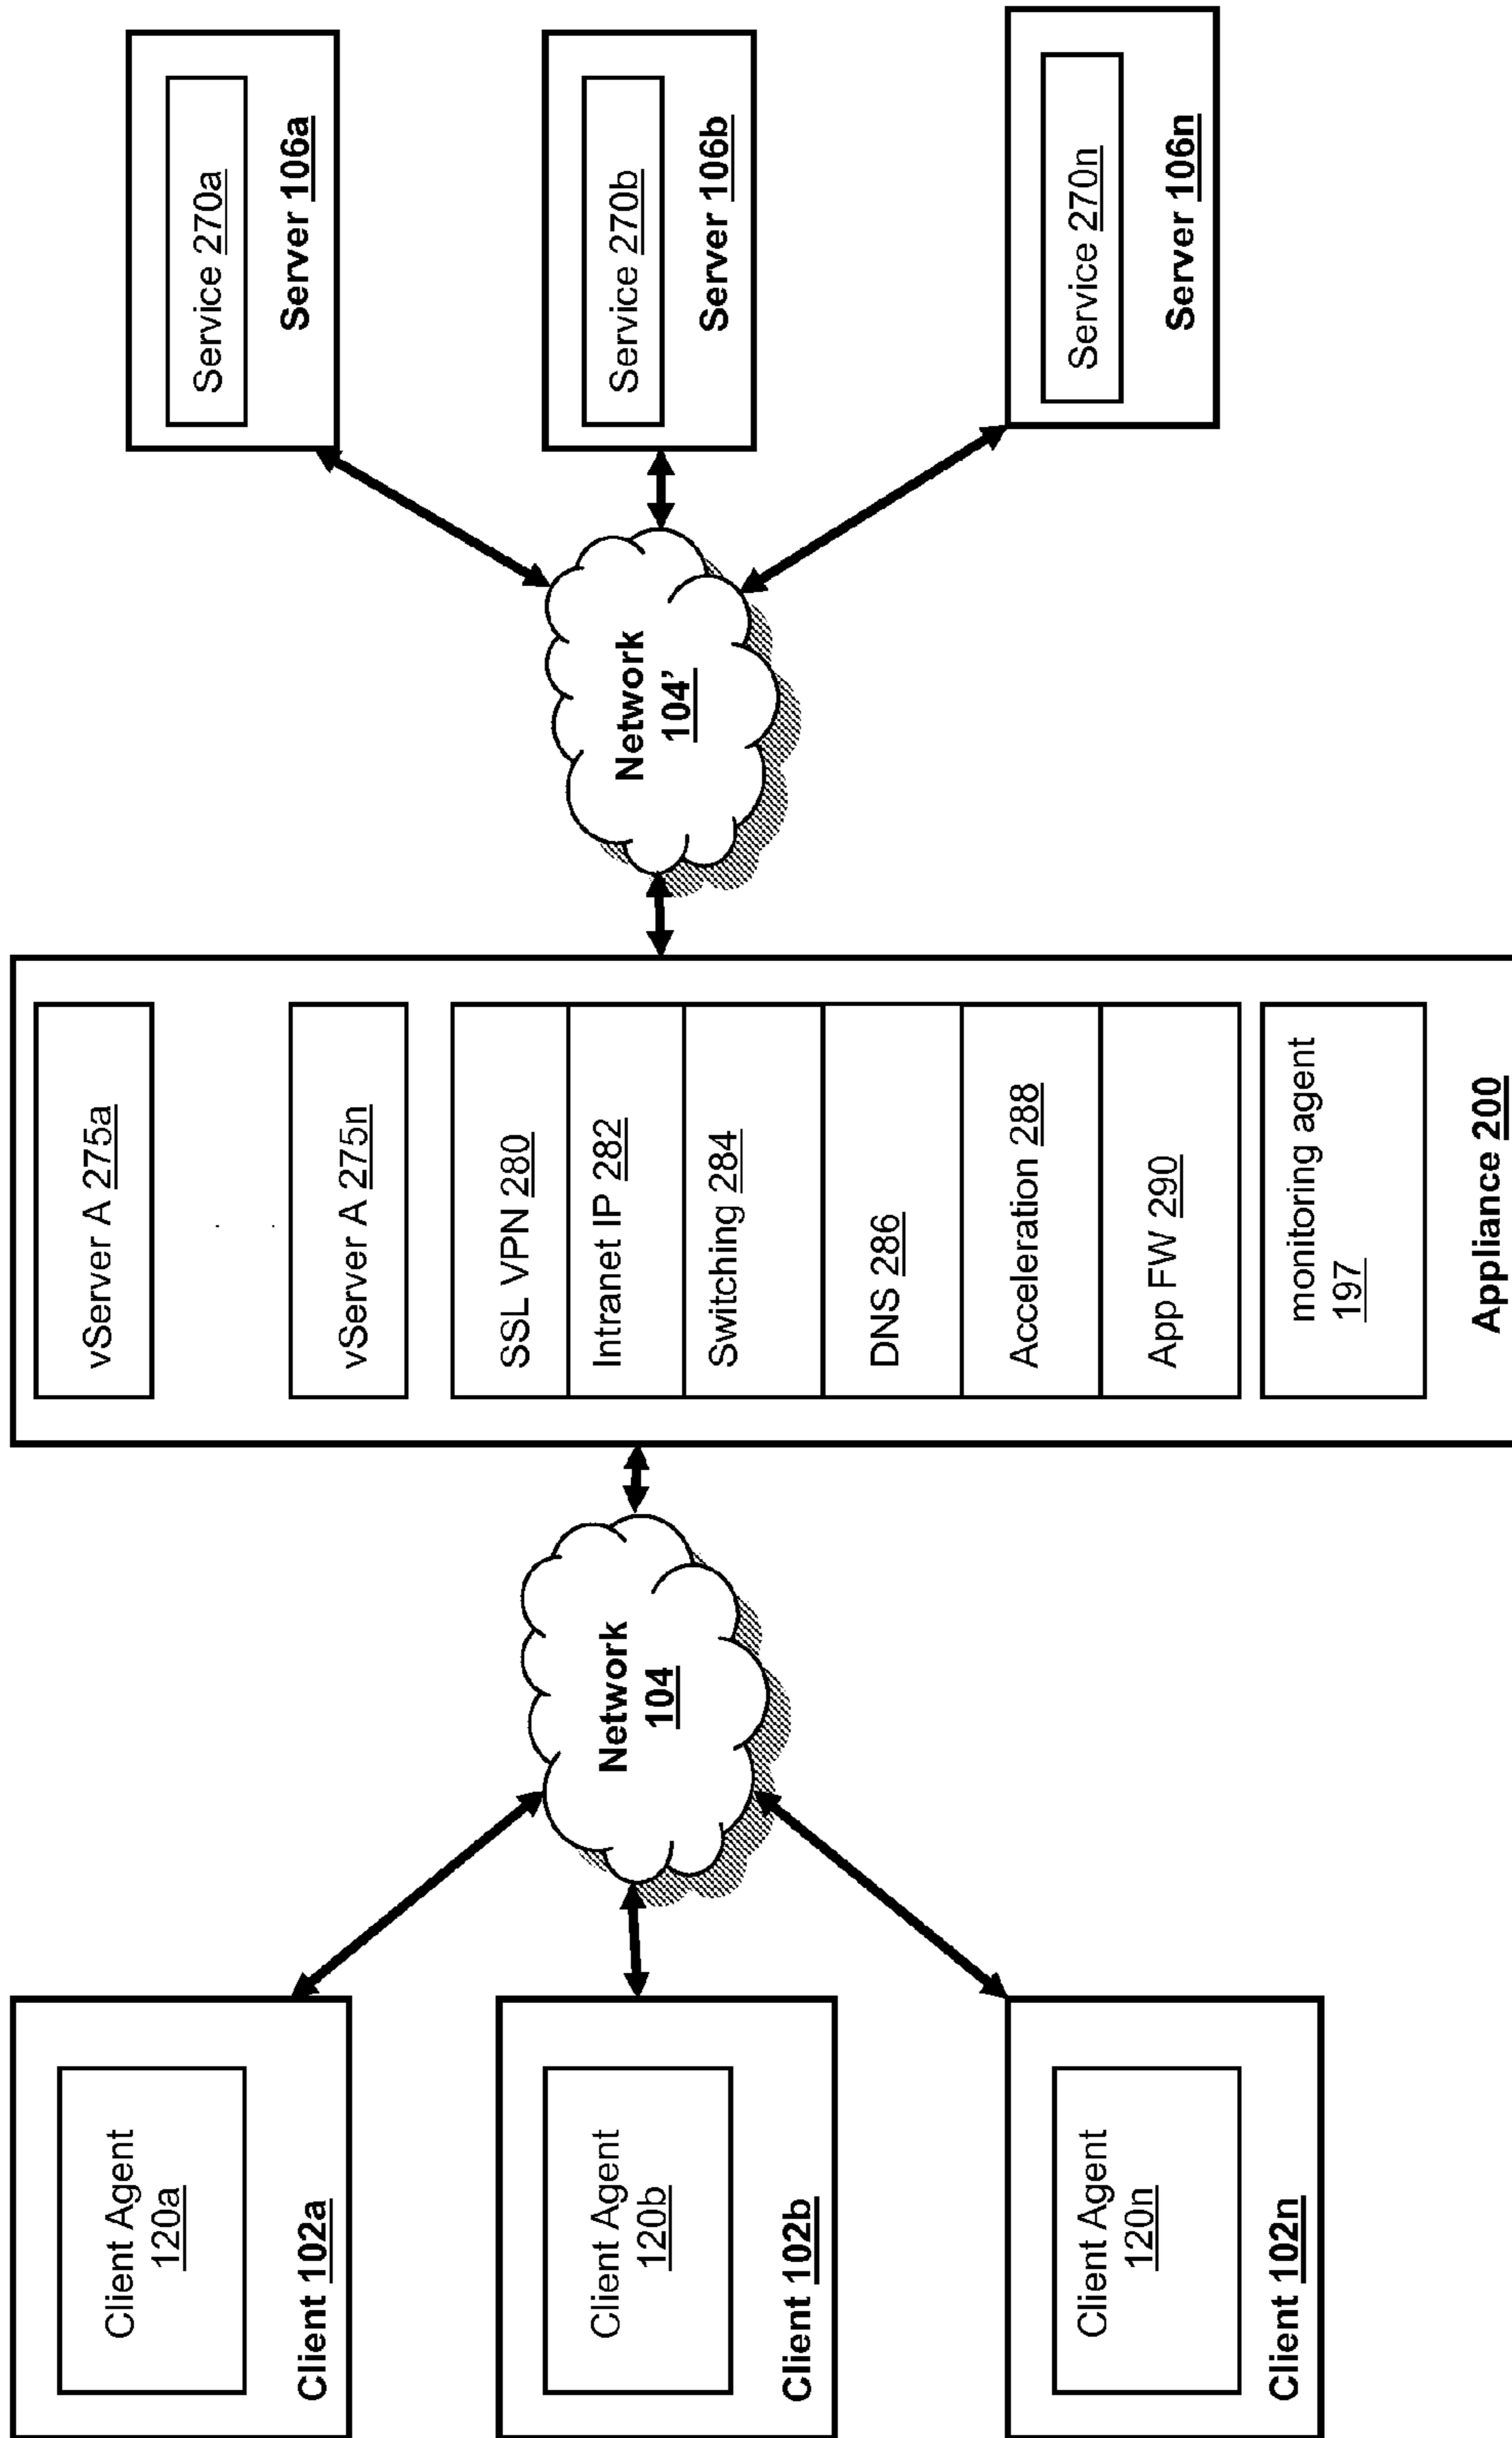 Client Agent
120a
Client 102a
Client Agent
120b
Client 102b
Client Agent
120n
Client 102n
Network
104
vServer A 275a
vServer A 275n
SSL VPN 280
Intranet IP 282
Switching 284
DNS 286
Acceleration 288
App FW 290
monitoring agent
197
Appliance 200
Network
104’
Service 270a
Server 106a
Service 270b
Server 106b
Service 270n
Server 106n